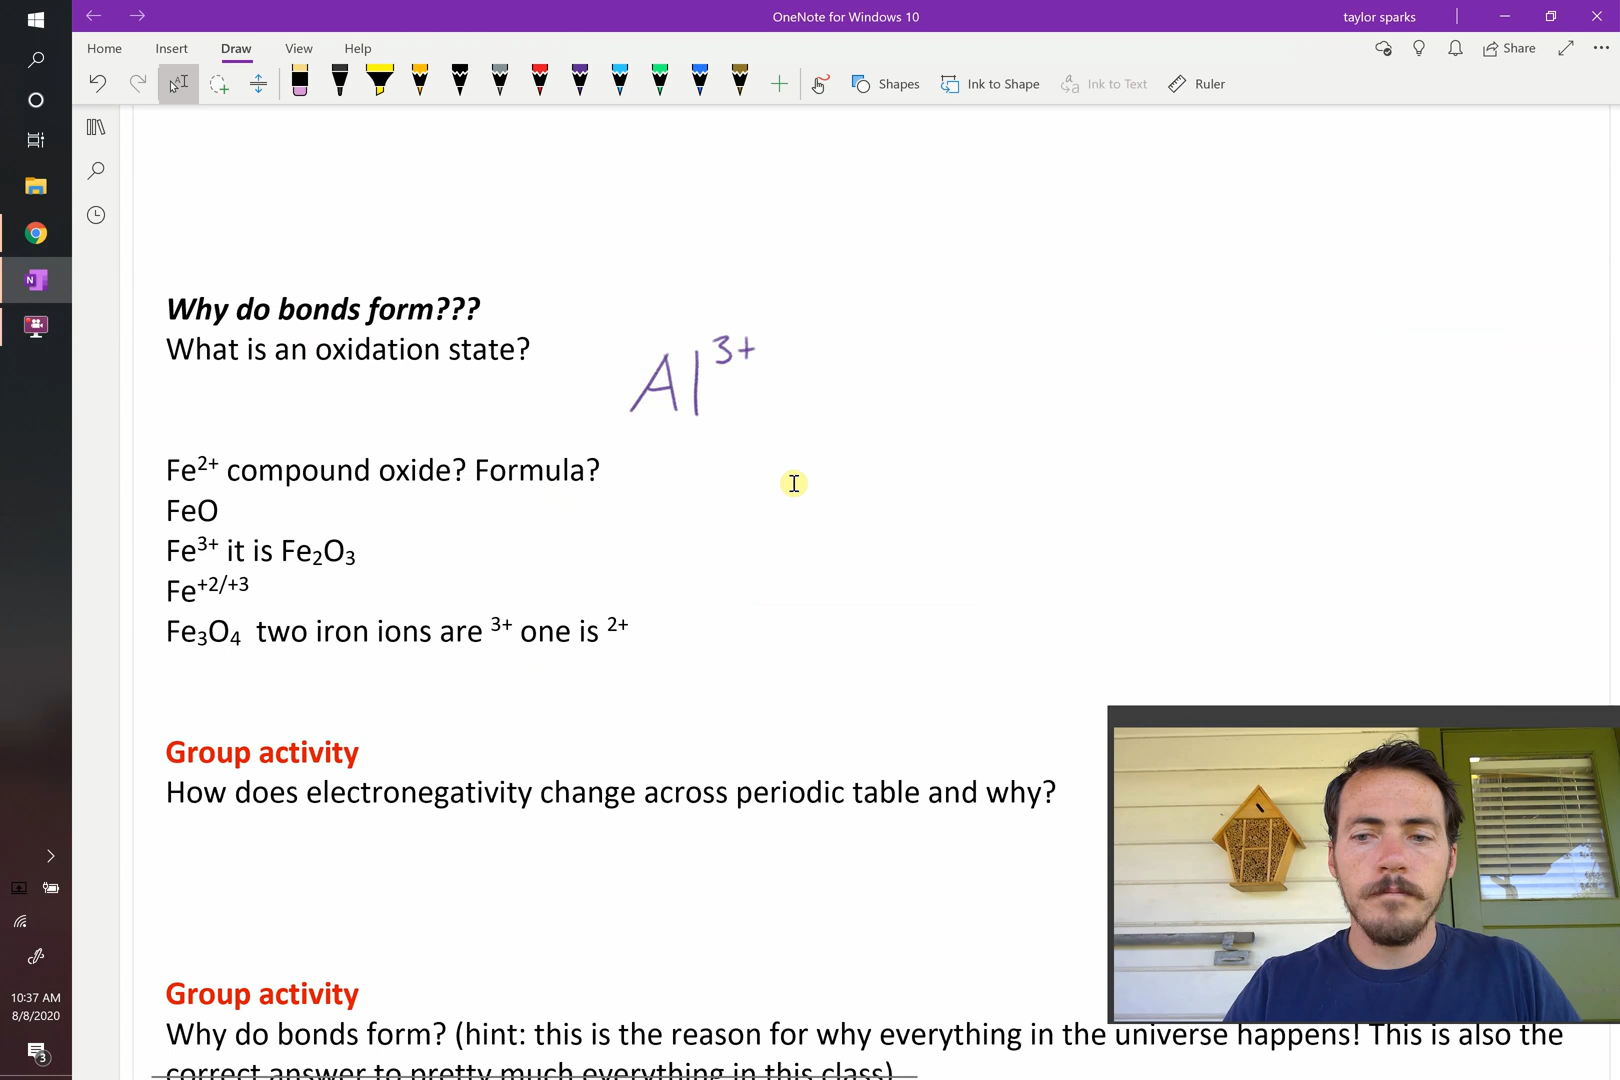 OneNote for Windows 10
taylor sparks
Home Insert Draw View Help
Share
Shapes Ink to Shape Ink to Text Ruler
Why do bonds form???
What is an oxidation state?
Al³⁺
Fe²⁺ compound oxide? Formula?
FeO
Fe³⁺ it is Fe₂O₃
Fe⁺²/⁺³
Fe₃O₄ two iron ions are ³⁺ one is ²⁺
Group activity
How does electronegativity change across periodic table and why?
Group activity
Why do bonds form? (hint: this is the reason for why everything in the universe happens! This is also the
correct answer to pretty much everything in this class)
10:37 AM
8/8/2020
3